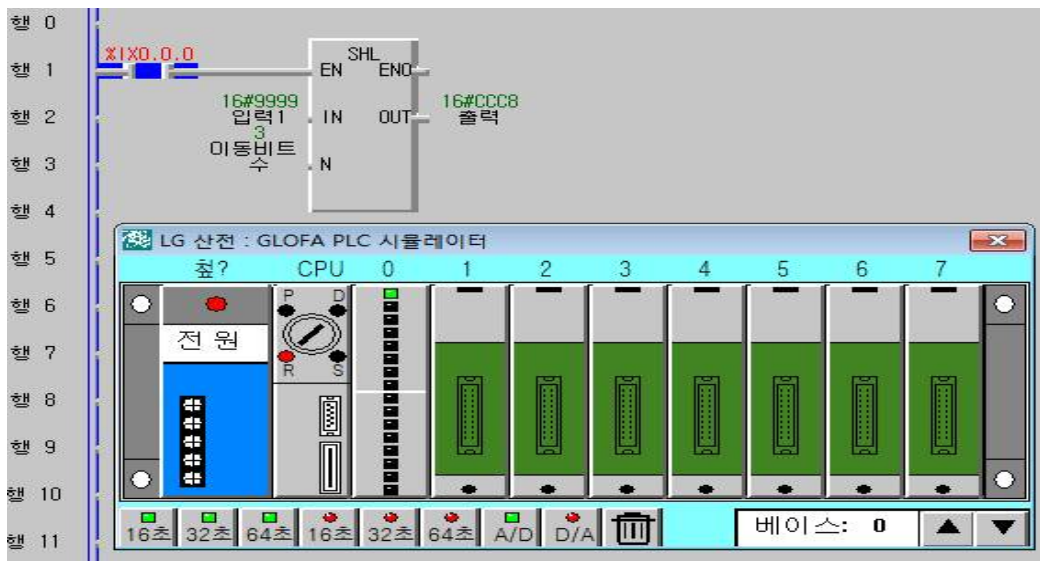 행 0
%IX0.0.0
SHL
행 1
EN ENO
16#9999
16#CCC8
행 2
입력1
IN OUT
출력
3
이동비트
수
행 3
N
행 4
LG 산전 : GLOFA PLC 시뮬레이터
행 5
첲? CPU 0 1 2 3 4 5 6 7
행 6
P D
전 원
행 7
R S
행 8
행 9
행 10
16초 32초 64초 16초 32초 64초 A/D D/A
베이스: 0
행 11